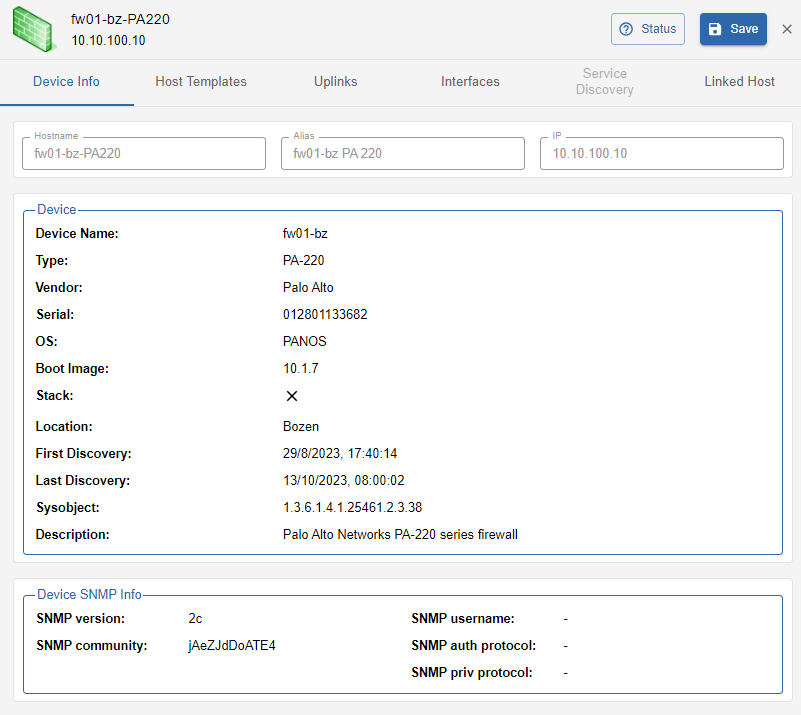 fw01-bz-PA220
10.10.100.10
Status
Save
Device Info
Host Templates
Uplinks
Interfaces
Service
Discovery
Linked Host
Hostname
fw01-bz-PA220
Alias
fw01-bz PA 220
IP
10.10.100.10
Device
Device Name: fw01-bz
Type: PA-220
Vendor: Palo Alto
Serial: 012801133682
OS: PANOS
Boot Image: 10.1.7
Stack:
Location: Bozen
First Discovery: 29/8/2023, 17:40:14
Last Discovery: 13/10/2023, 08:00:02
Sysobject: 1.3.6.1.4.1.25461.2.3.38
Description: Palo Alto Networks PA-220 series firewall
Device SNMP Info
SNMP version: 2c SNMP username: -
SNMP community: jAeZJdDoATE4 SNMP auth protocol: -
SNMP priv protocol: -